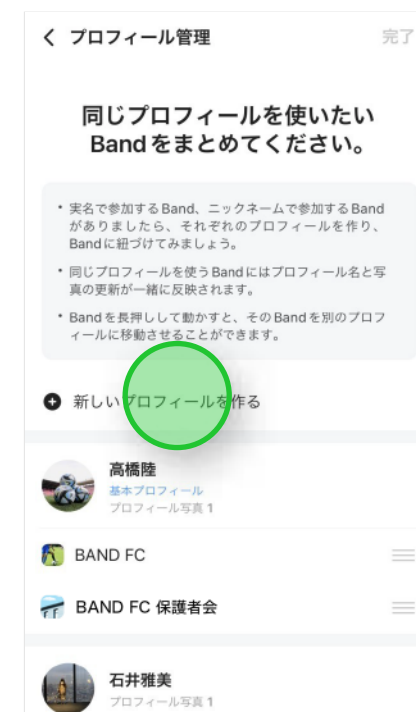 プロフィール管理 完了
同じプロフィールを使いたい
Bandをまとめてください。
• 実名で参加するBand、ニックネームで参加するBand
がありましたら、それぞれのプロフィールを作り、
Bandに紐づけてみましょう。
• 同じプロフィールを使うBandにはプロフィール名と写
真の更新が一緒に反映されます。
• Bandを長押しして動かすと、そのBandを別のプロフ
ィールに移動させることができます。
新しいプロフィールを作る
高橋陸
基本プロフィール
プロフィール写真 1
BAND FC
BAND FC 保護者会
石井雅美
プロフィール写真 1